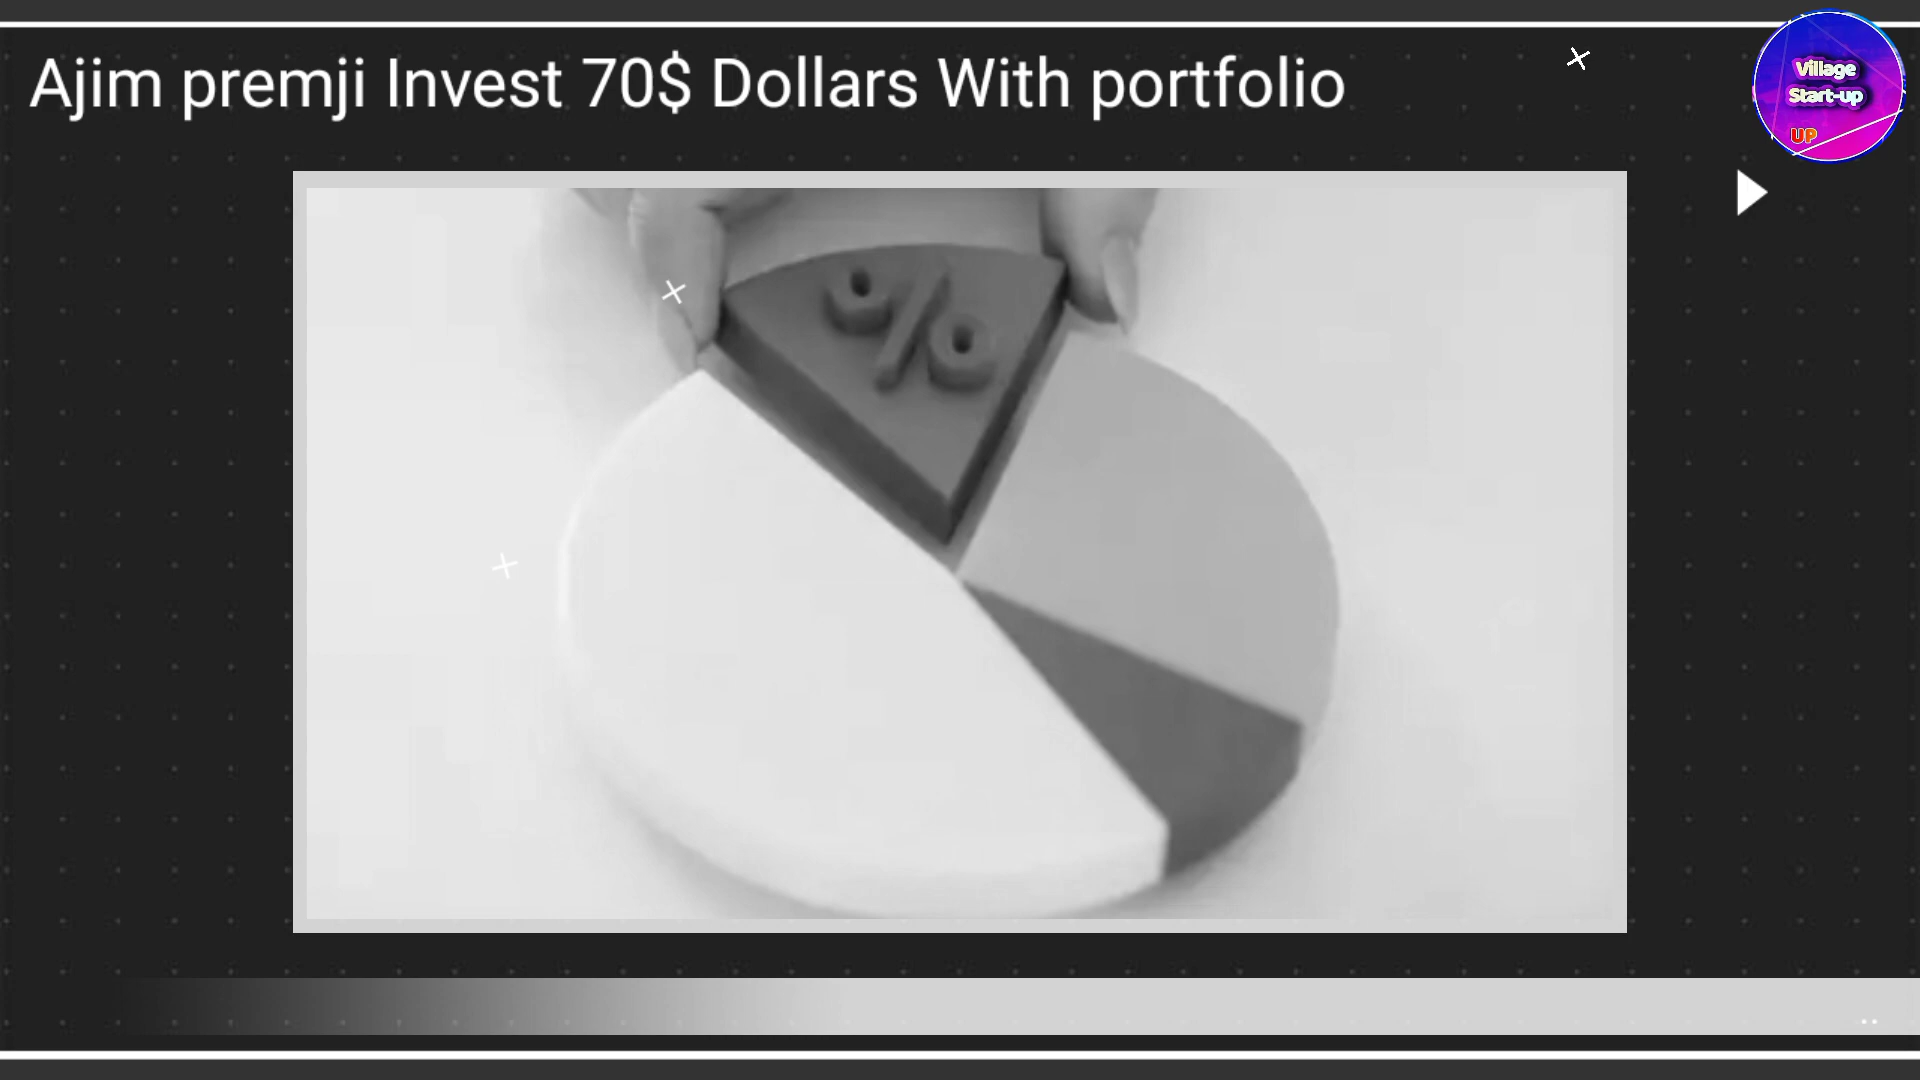 Ajim premji Invest 70$ Dollars With portfolio
Village
Start-up
UP
%